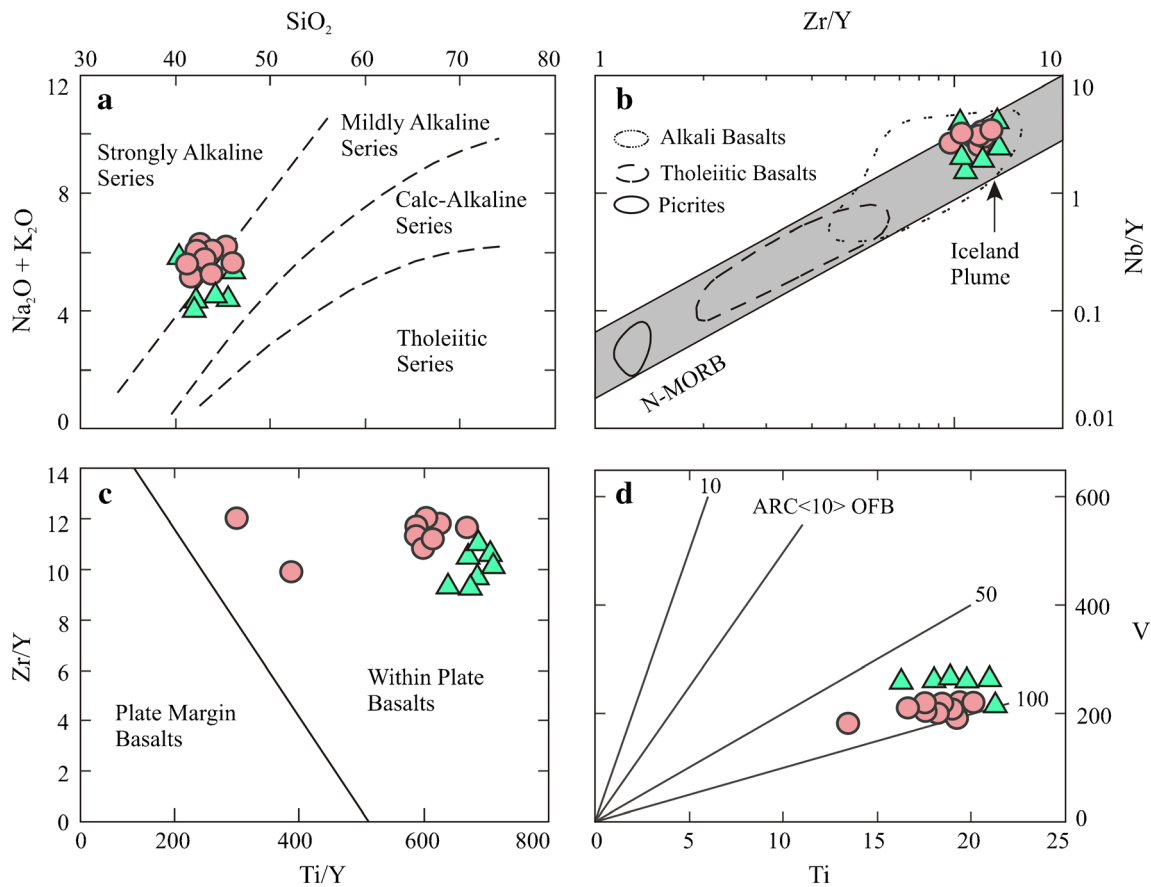 SiO2
30 40 50 60 70 80
12
8
4
0
Na2O + K2O
a
Strongly Alkaline
Series
Mildly Alkaline
Series
Calc-Alkaline
Series
Tholeiitic
Series
Zr/Y
1 10
b
Alkali Basalts
Tholeiitic Basalts
Picrites
Iceland
Plume
N-MORB
10
1
0.1
0.01
Nb/Y
14
12
10
8
6
4
2
0
Zr/Y
c
Plate Margin
Basalts
Within Plate
Basalts
0 200 400 600 800
Ti/Y
d
10
ARC<10> OFB
50
100
600
400
200
0
V
0 5 10 15 20 25
Ti